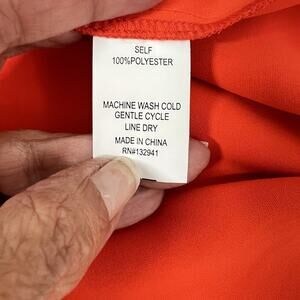 SELF
100%POLYESTER
MACHINE WASH COLD
GENTLE CYCLE
LINE DRY
MADE IN CHINA
RN#132941